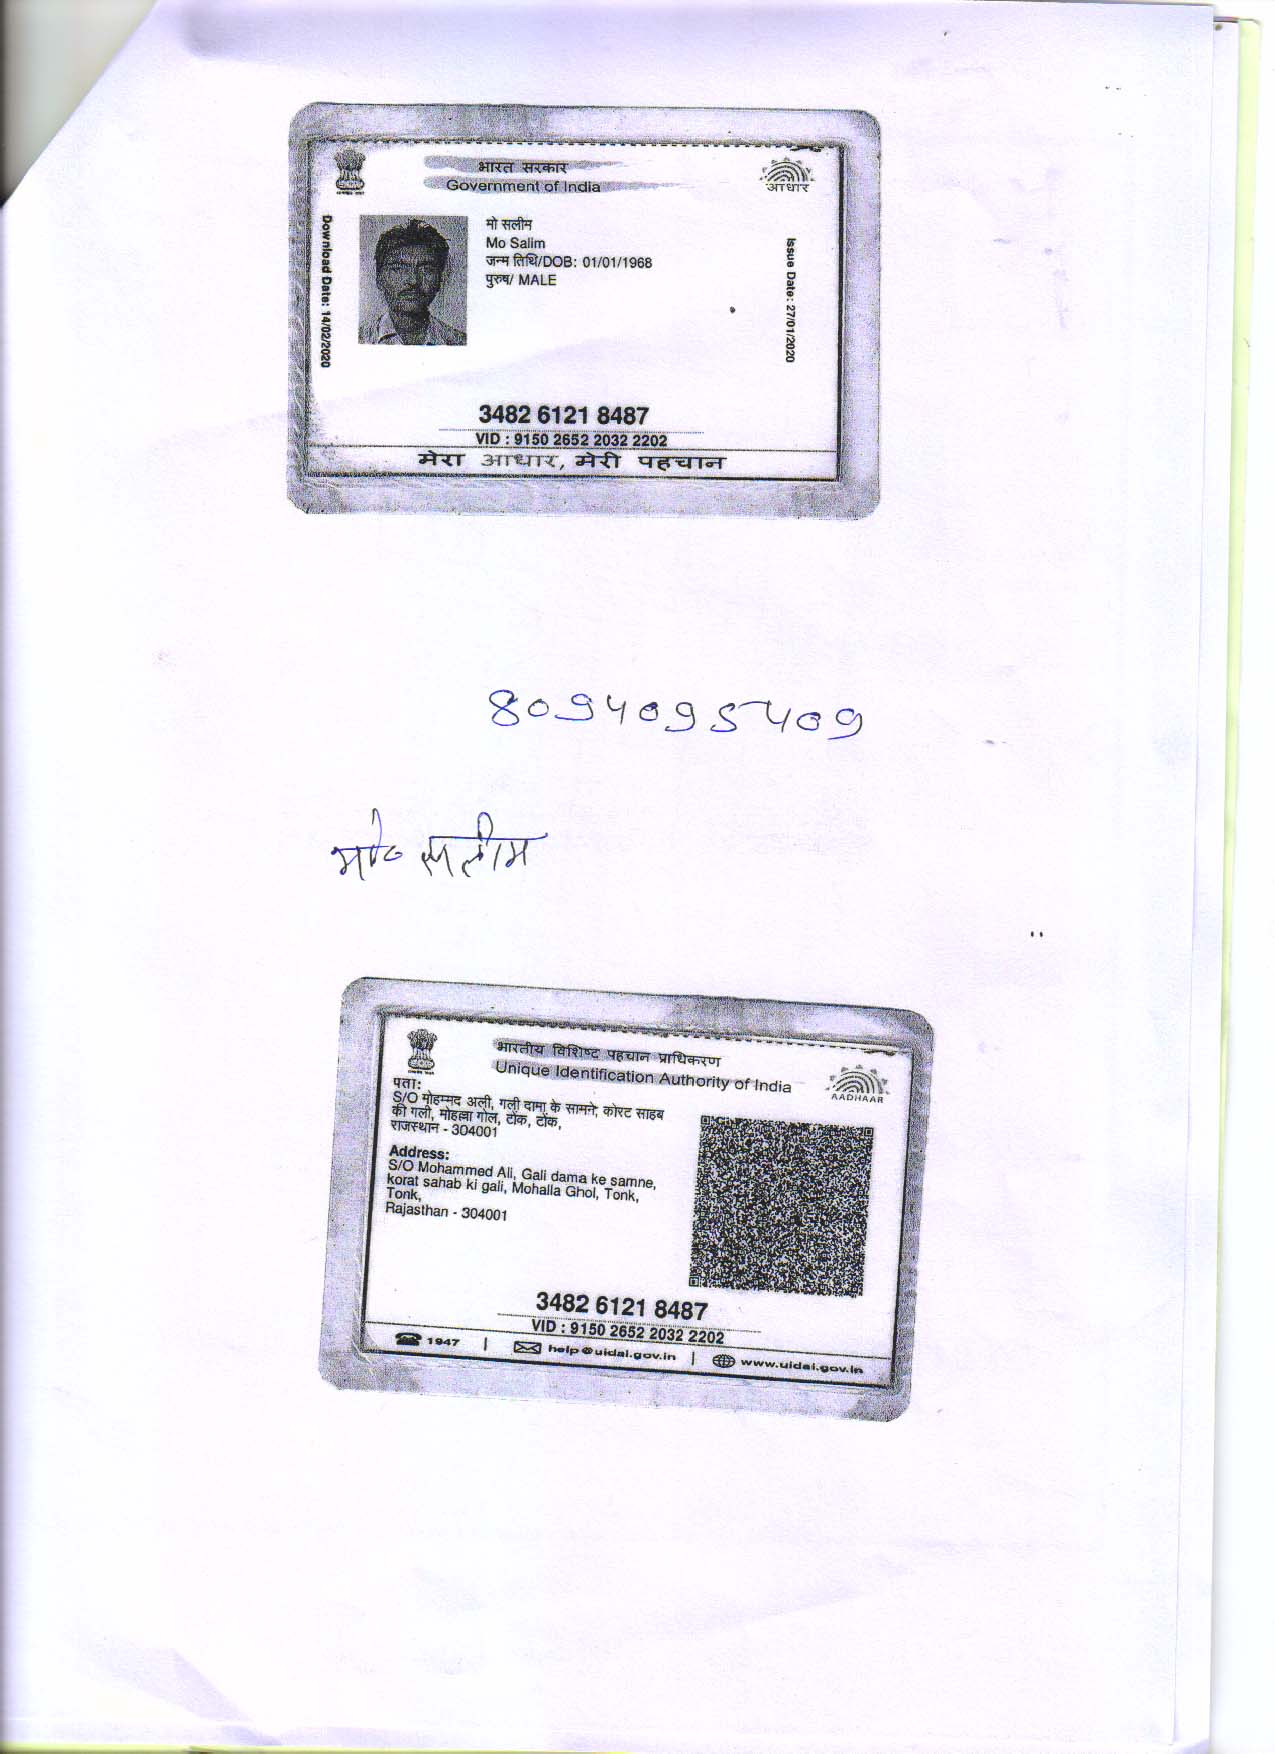 भारत सरकार
Government of India
आधार
Download Date: 14/02/2020
मो सलीम
Mo Salim
जन्म तिथि/DOB: 01/01/1968
पुरुष/ MALE
Issue Date: 27/01/2020
3482 6121 8487
VID : 9150 2652 2032 2202
मेरा आधार, मेरी पहचान
8094095409
मो० सलीम
भारतीय विशिष्ट पहचान प्राधिकरण
Unique Identification Authority of India
AADHAAR
पता:
S/O मोहम्मद अली, गली दामा के सामने, कोरट साहब
की गली, मोहल्ला गोल, टोंक, टोंक,
राजस्थान - 304001
Address:
S/O Mohammed Ali, Gali dama ke samne,
korat sahab ki gali, Mohalla Ghol, Tonk,
Tonk,
Rajasthan - 304001
3482 6121 8487
VID : 9150 2652 2032 2202
1947 | help@uidai.gov.in | www.uidai.gov.in